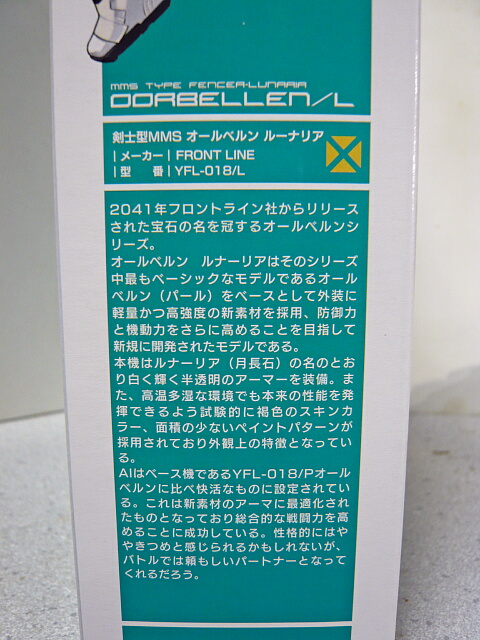 MMS TYPE FENCER・LUNARIA
OORBELLEN/L
剣士型MMS オールベルン ルーナリア
|メーカー| FRONT LINE
|型 番| YFL-018/L
2041年フロントライン社からリリース
された宝石の名を冠するオールベルンシ
リーズ。
オールベルン ルナーリアはそのシリーズ
中最もベーシックなモデルであるオール
ベルン（パール）をベースとして外装に
軽量かつ高強度の新素材を採用、防御力
と機動力をさらに高めることを目指して
新規に開発されたモデルである。
本機はルナーリア（月長石）の名のとお
り白く輝く半透明のアーマーを装備。ま
た、高温多湿な環境でも本来の性能を発
揮できるよう試験的に褐色のスキンカ
ラー、面積の少ないペイントパターンが
採用されており外観上の特徴となってい
る。
AIはベース機であるYFL-018/Pオール
ベルンに比べ快活なものに設定されてい
る。これは新素材のアーマに最適化され
たものとなっており総合的な戦闘力を高
めることに成功している。性格的にはや
やきつめと感じられるかもしれないが、
バトルでは頼もしいパートナーとなって
くれるだろう。